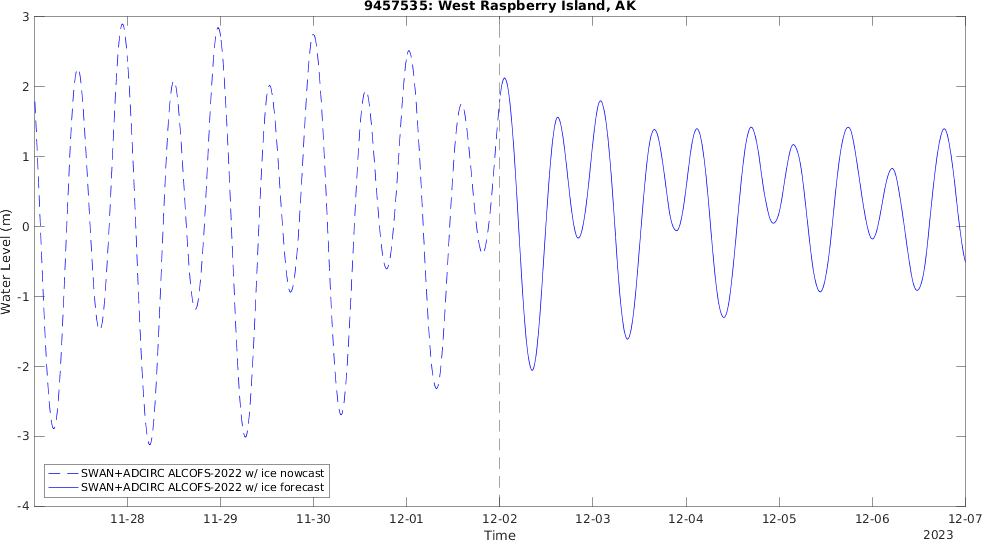 9457535: West Raspberry Island, AK
3
2
1
0
-1
-2
-3
-4
Water Level (m)
SWAN+ADCIRC ALCOFS-2022 w/ ice nowcast
SWAN+ADCIRC ALCOFS-2022 w/ ice forecast
11-28 11-29 11-30 12-01 12-02 12-03 12-04 12-05 12-06 12-07
Time
2023